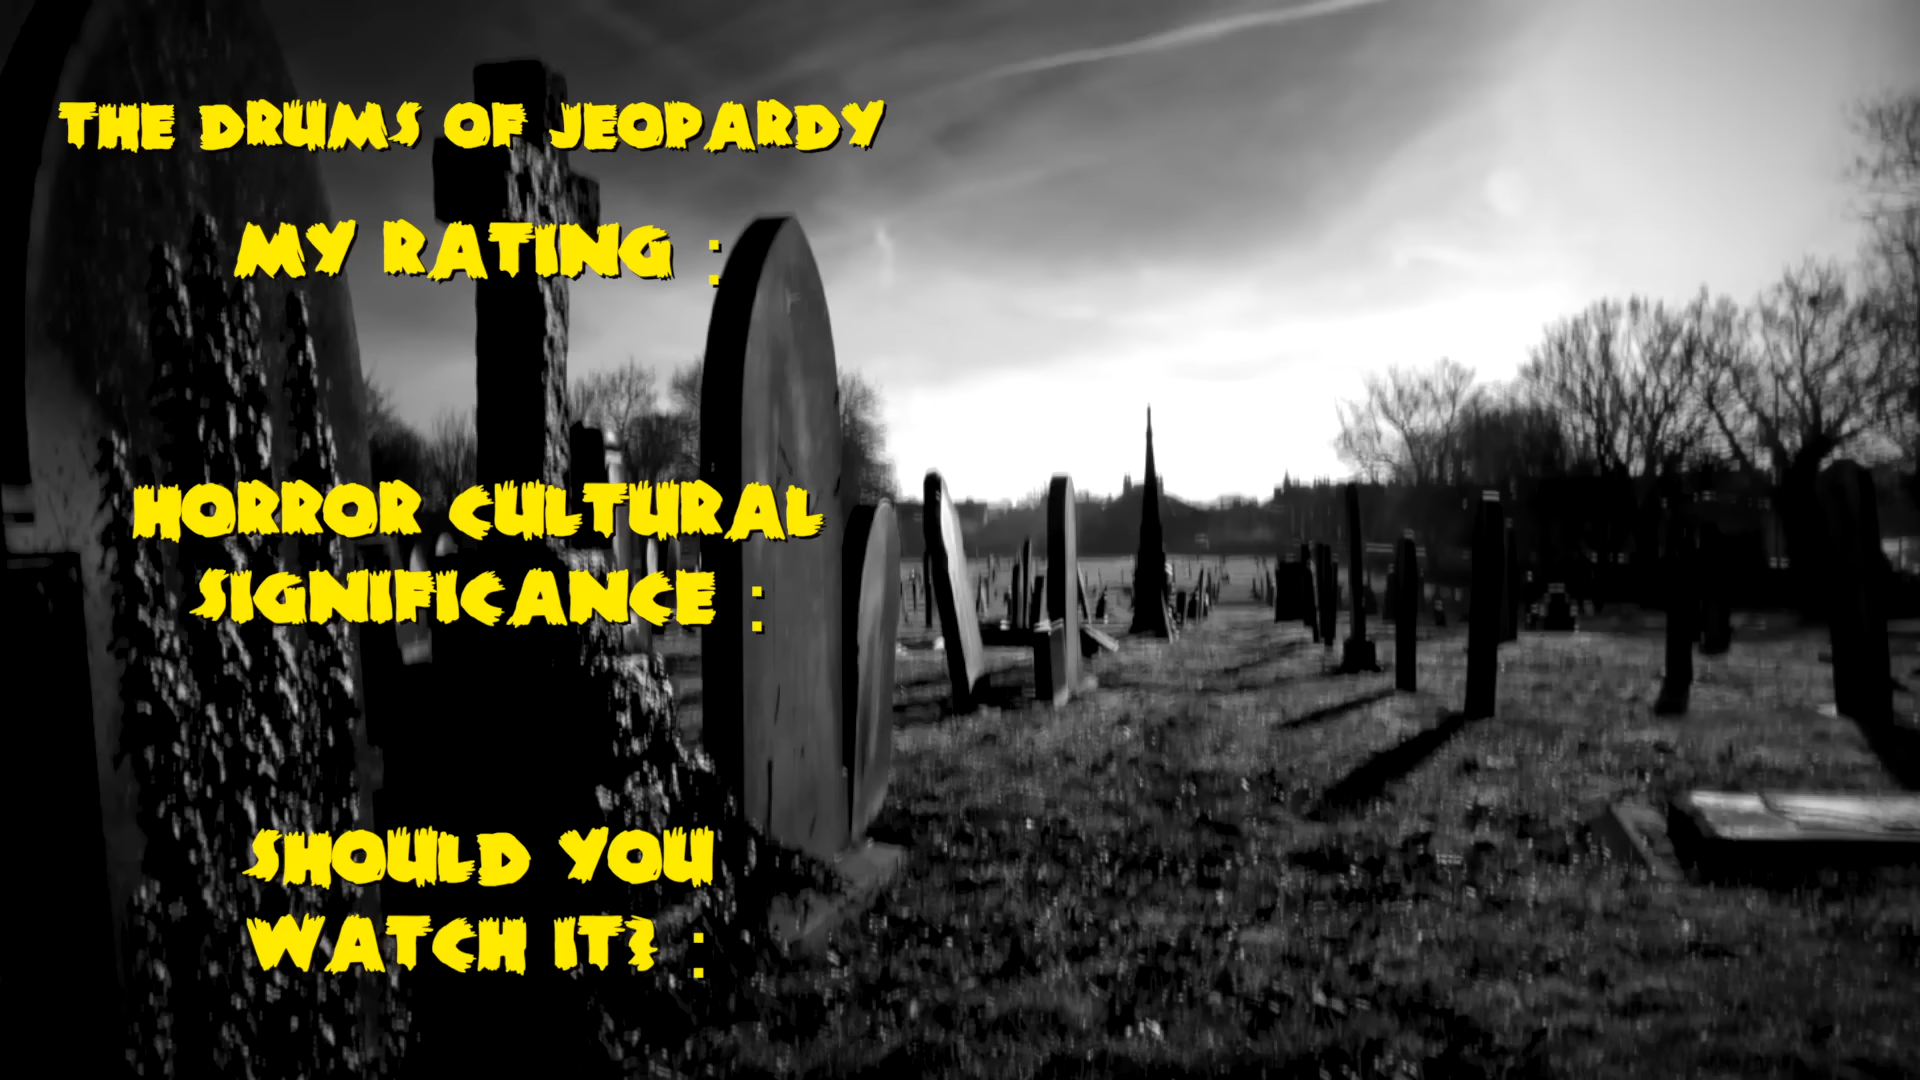 THE DRUMS OF JEOPARDY
MY RATING :
HORROR CULTURAL
SIGNIFICANCE :
SHOULD YOU
WATCH IT? :